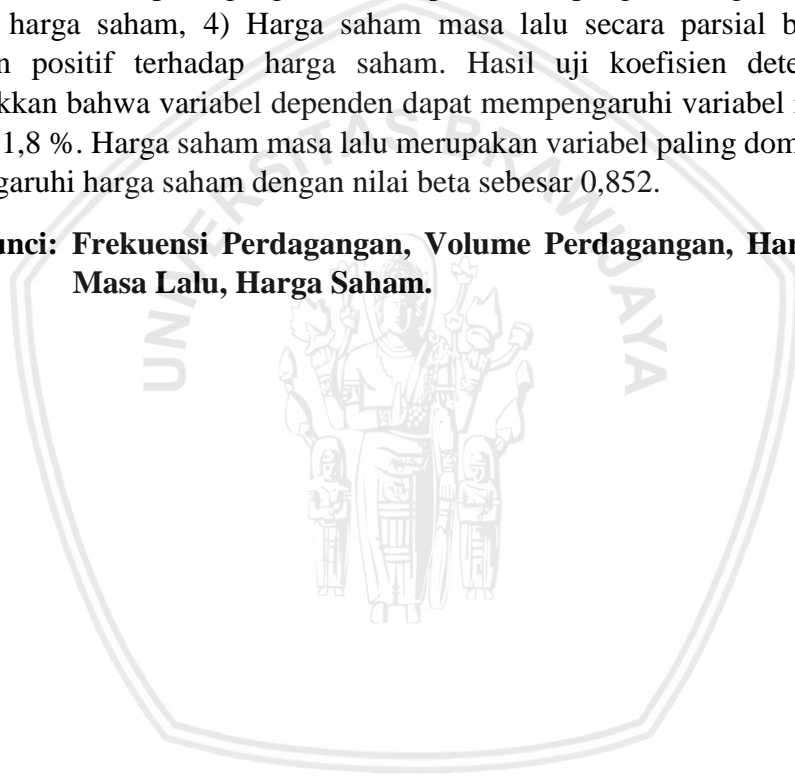 harga saham, 4) Harga saham masa lalu secara parsial b
n positif terhadap harga saham. Hasil uji koefisien dete
kkan bahwa variabel dependen dapat mempengaruhi variabel
1,8 %. Harga saham masa lalu merupakan variabel paling dom
garuhi harga saham dengan nilai beta sebesar 0,852.
unci: Frekuensi Perdagangan, Volume Perdagangan, Har
Masa Lalu, Harga Saham.
UNIVERSITAS BRAWIJAYA